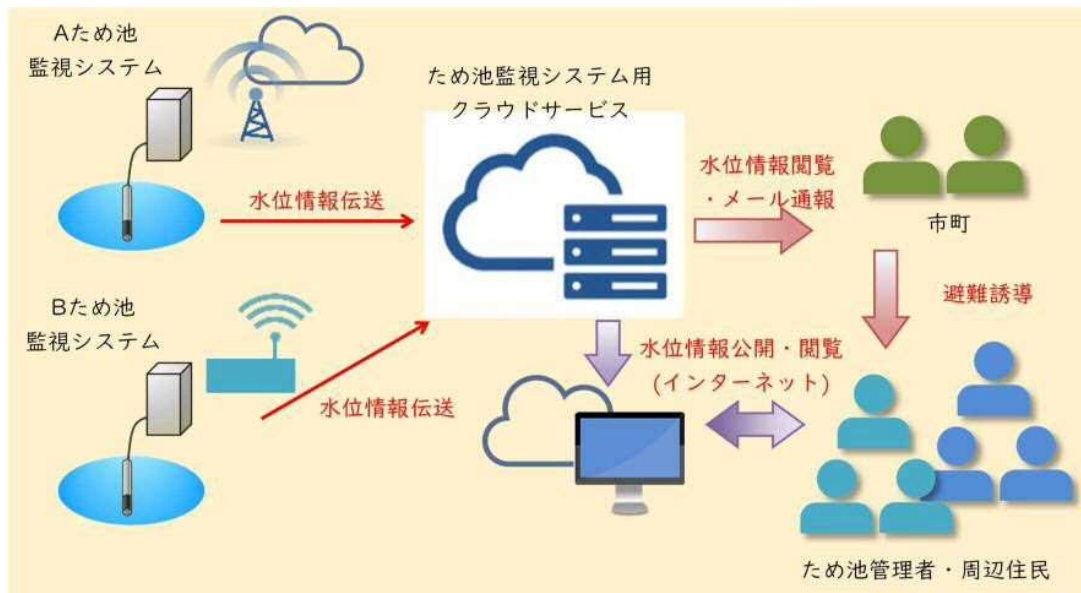 Aため池
監視システム
ため池監視システム用
クラウドサービス
水位情報伝送
水位情報閲覧
・メール通報
市町
Bため池
監視システム
水位情報伝送
避難誘導
水位情報公開・閲覧
(インターネット)
ため池管理者・周辺住民